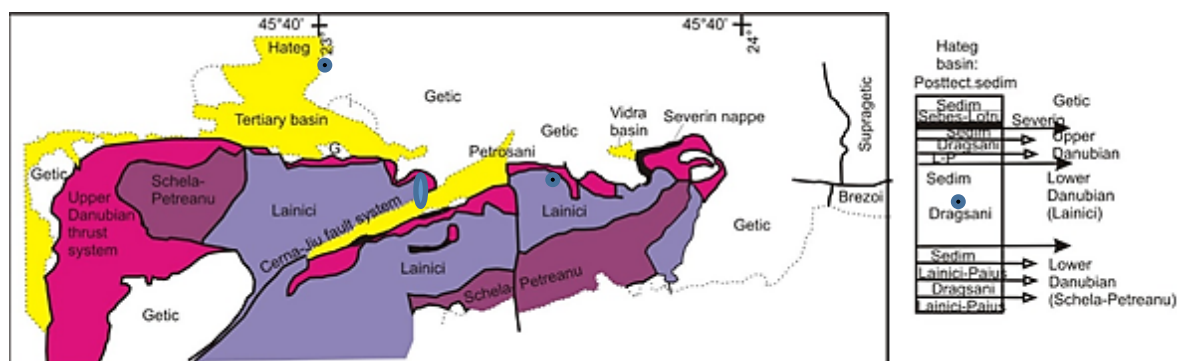 45°40'
23°
45°40'
24°
Hateg
Getic
Tertiary basin
G
Petrosani
Getic
Vidra
basin
Severin nappe
Supragetic
Brezoi
Getic
Schela-
Petreanu
Upper
Danubian
thrust
system
Lainici
Cerna-Jiu fault system
Lainici
Lainici
Schela-Petreanu
Getic
Getic
Hateg
basin:
Posttect.sedim
Sedim
Sebes-Lotru
Sedim
Dragsani
L-P
Sedim
Dragsani
Sedim
Lainici-Paius
Dragsani
Lainici-Paius
Getic
Severin
Upper
Danubian
Lower
Danubian
(Lainici)
Lower
Danubian
(Schela-Petreanu)